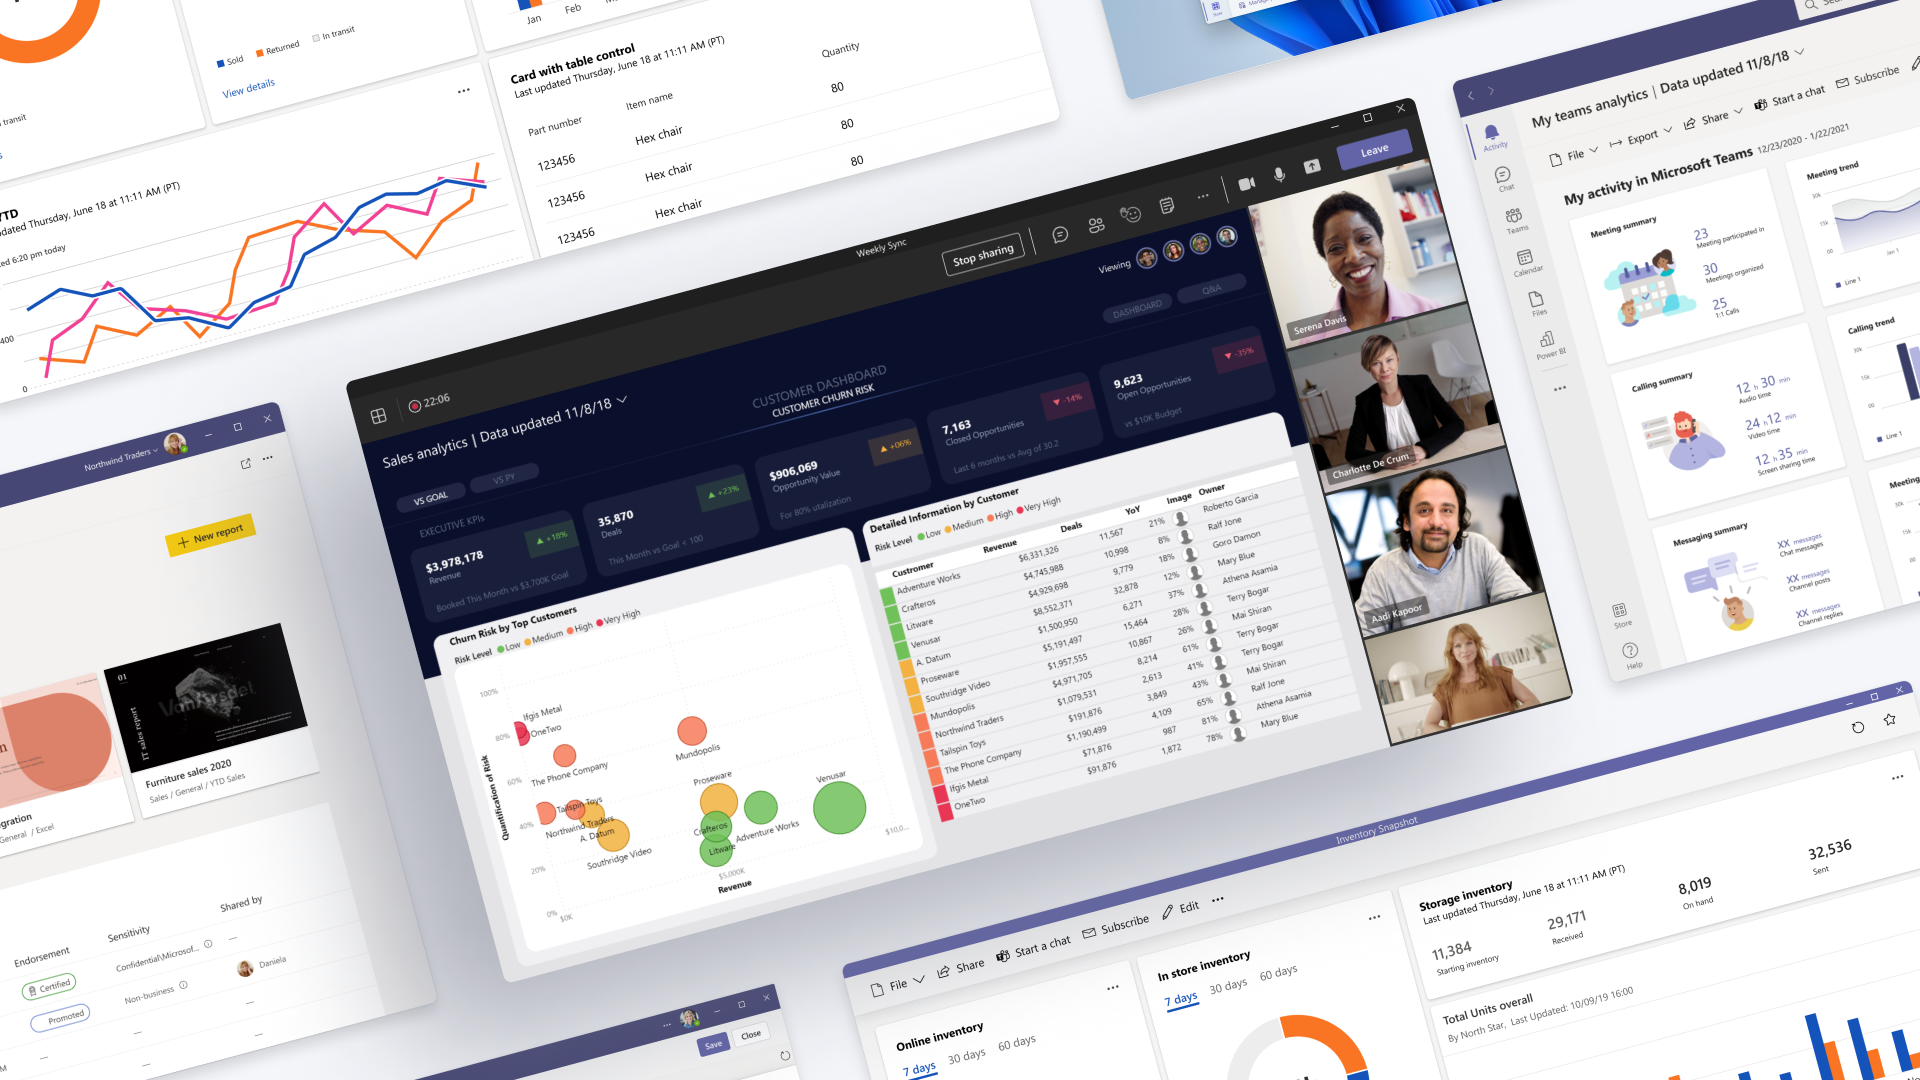 Sold
Returned
In transit
View details
Jan
Feb
Card with table control
Last updated Thursday, June 18 at 11:11 AM (PT)
Part number
Item name
Quantity
123456
Hex chair
80
123456
Hex chair
80
123456
Hex chair
80
transit
YTD
pdated Thursday, June 18 at 11:11 AM (PT)
ed 6:20 pm today
400
0
Weekly Sync
22:06
Stop sharing
Leave
Viewing
Sales analytics | Data updated 11/8/18
CUSTOMER DASHBOARD
CUSTOMER CHURN RISK
DASHBOARD
Q&A
VS GOAL
VS PY
EXECUTIVE KPIs
$3,978,178
Revenue
+18%
Booked This Month vs $3,700K Goal
35,870
Deals
+23%
This Month vs Goal < 100
$906,069
Opportunity Value
+06%
For 80% utalization
7,163
Closed Opportunities
-14%
Last 6 months vs Avg of 30.2
9,623
Open Opportunities
-35%
vs $10K Budget
Churn Risk by Top Customers
Risk Level Low Medium High Very High
Quantification of Risk
100%
80%
60%
40%
20%
0%
$0K
$5,000K
$10,0...
Revenue
Ifgis Metal
OneTwo
The Phone Company
Mundopolis
Tailspin Toys
Northwind Traders
A. Datum
Southridge Video
Proseware
Crafteros
Litware
Adventure Works
Venusar
Detailed Information by Customer
Risk Level Low Medium High Very High
Custromer Revenue Deals YoY Image Owner
Adventure Works $6,331,326 11,567 21% Roberto Garcia
Crafteros $4,745,988 10,998 8% Ralf Jone
Litware $4,929,698 9,779 18% Goro Damon
Venusar $8,552,371 32,878 12% Mary Blue
A. Datum $1,500,950 6,271 37% Athena Asamia
Proseware $5,191,497 15,464 28% Terry Bogar
Southridge Video $1,957,555 10,867 26% Mai Shiran
Mundopolis $4,971,705 8,214 61% Terry Bogar
Northwind Traders $1,079,531 2,613 41% Terry Bogar
Tailspin Toys $191,876 3,849 43% Mai Shiran
The Phone Company $1,190,499 4,109 65% Ralf Jone
Ifgis Metal $71,876 987 81% Athena Asamia
OneTwo $91,876 1,872 78% Mary Blue
Serena Davis
Charlotte De Crum
Aadi Kapoor
My teams analytics | Data updated 11/8/18
File
Export
Share
Start a chat
Subscribe
Activity
Chat
Teams
Calendar
Files
Power BI
Store
Help
My activity in Microsoft Teams 12/23/2020 - 1/22/2021
Meeting summary
23
Meeting participated in
30
Meetings organized
25
1:1 Calls
Meeting trend
30k
15k
00
Jan 1
Line 1
Calling summary
12 h 30 min
Audio time
24 h 12 min
Video time
12 h 35 min
Screen sharing time
Calling trend
30k
15k
00
Line 1
Messaging summary
XX messages
Chat messages
XX messages
Channel posts
XX messages
Channel replies
Meeting
30k
15k
Northwind Traders
New report
VanArsdel
01
IT sales report
Furniture sales 2020
Sales / General / YTD Sales
gration
General / Excel
Endorsement
Sensitivity
Shared by
Certified
Confidential\Microsof...
—
Promoted
Non-business
Daniela
Save
Close
Inventory Snapshot
File
Share
Start a chat
Subscribe
Edit
Online inventory
7 days 30 days 60 days
In store inventory
7 days 30 days 60 days
Storage inventory
Last updated Thursday, June 18 at 11:11 AM (PT)
11,384
Starting inventory
29,171
Received
8,019
On hand
32,536
Sent
Total Units overall
By North Star, Last Updated: 10/09/19 16:00